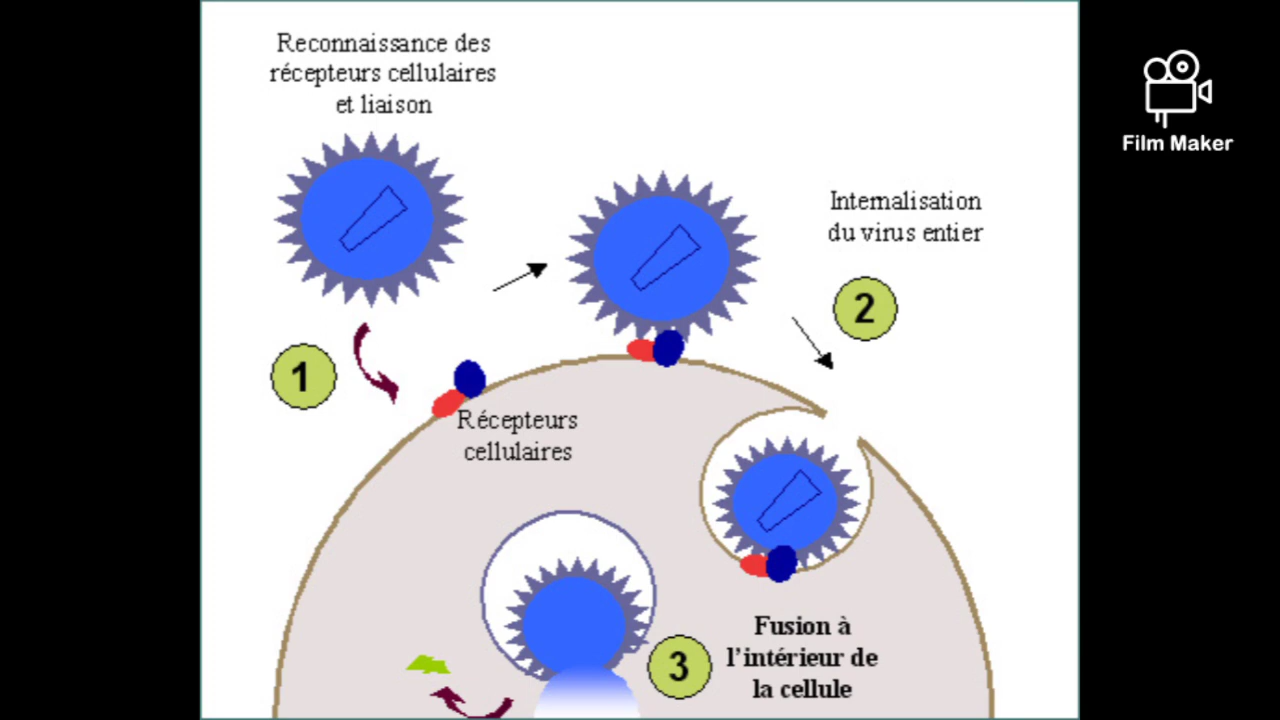 Reconnaissance des
récepteurs cellulaires
et liaison
Film Maker
Internalisation
du virus entier
2
1
Récepteurs
cellulaires
3
Fusion à
l'intérieur de
la cellule